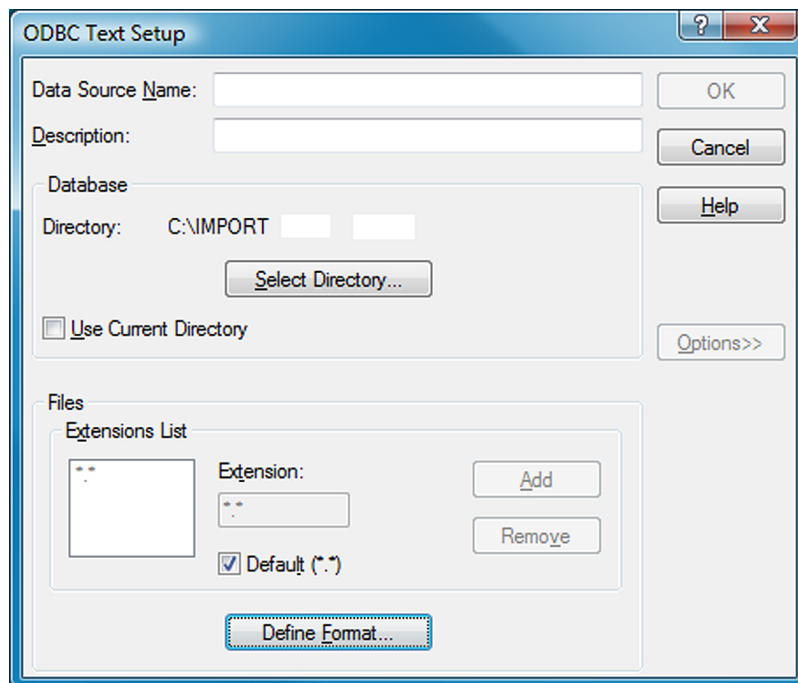 ODBC Text Setup
?
X
Data Source Name:
OK
Description:
Cancel
Database
Help
Directory: C:\IMPORT
Select Directory...
Use Current Directory
Options>>
Files
Extensions List
*.*
Extension:
*.*
Add
Remove
Default (*.*)
Define Format...